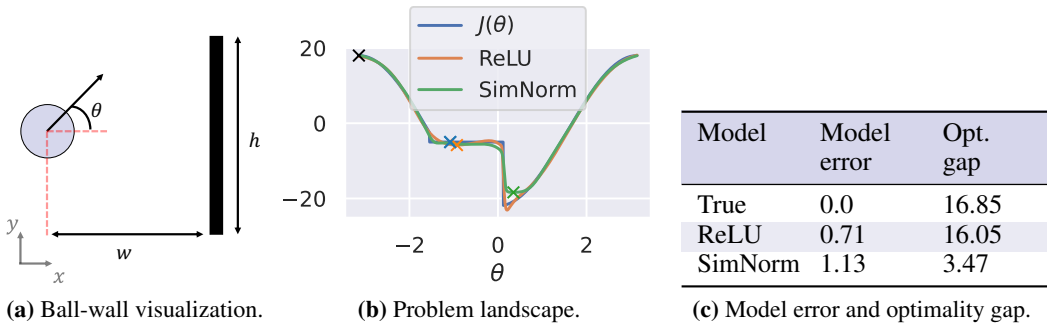 θ
h
w
y
x
(a) Ball-wall visualization.
J(θ)
ReLU
SimNorm
20
0
−20
−2
0
2
θ
(b) Problem landscape.
Model Model error Opt. gap
True 0.0 16.85
ReLU 0.71 16.05
SimNorm 1.13 3.47
(c) Model error and optimality gap.